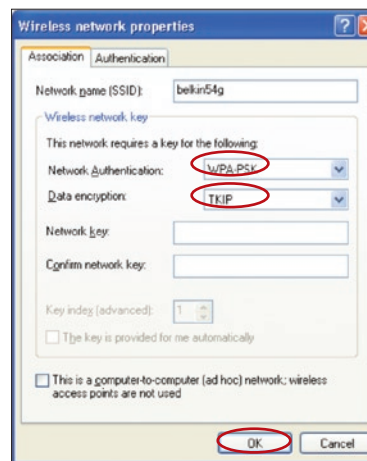 Wireless network properties
Association Authentication
Network name (SSID): belkin54g
Wireless network key
This network requires a key for the following:
Network Authentication: WPA-PSK
Data encryption: TKIP
Network key:
Confirm network key:
Key index (advanced): 1
The key is provided for me automatically
This is a computer-to-computer (ad hoc) network; wireless
access points are not used
OK Cancel